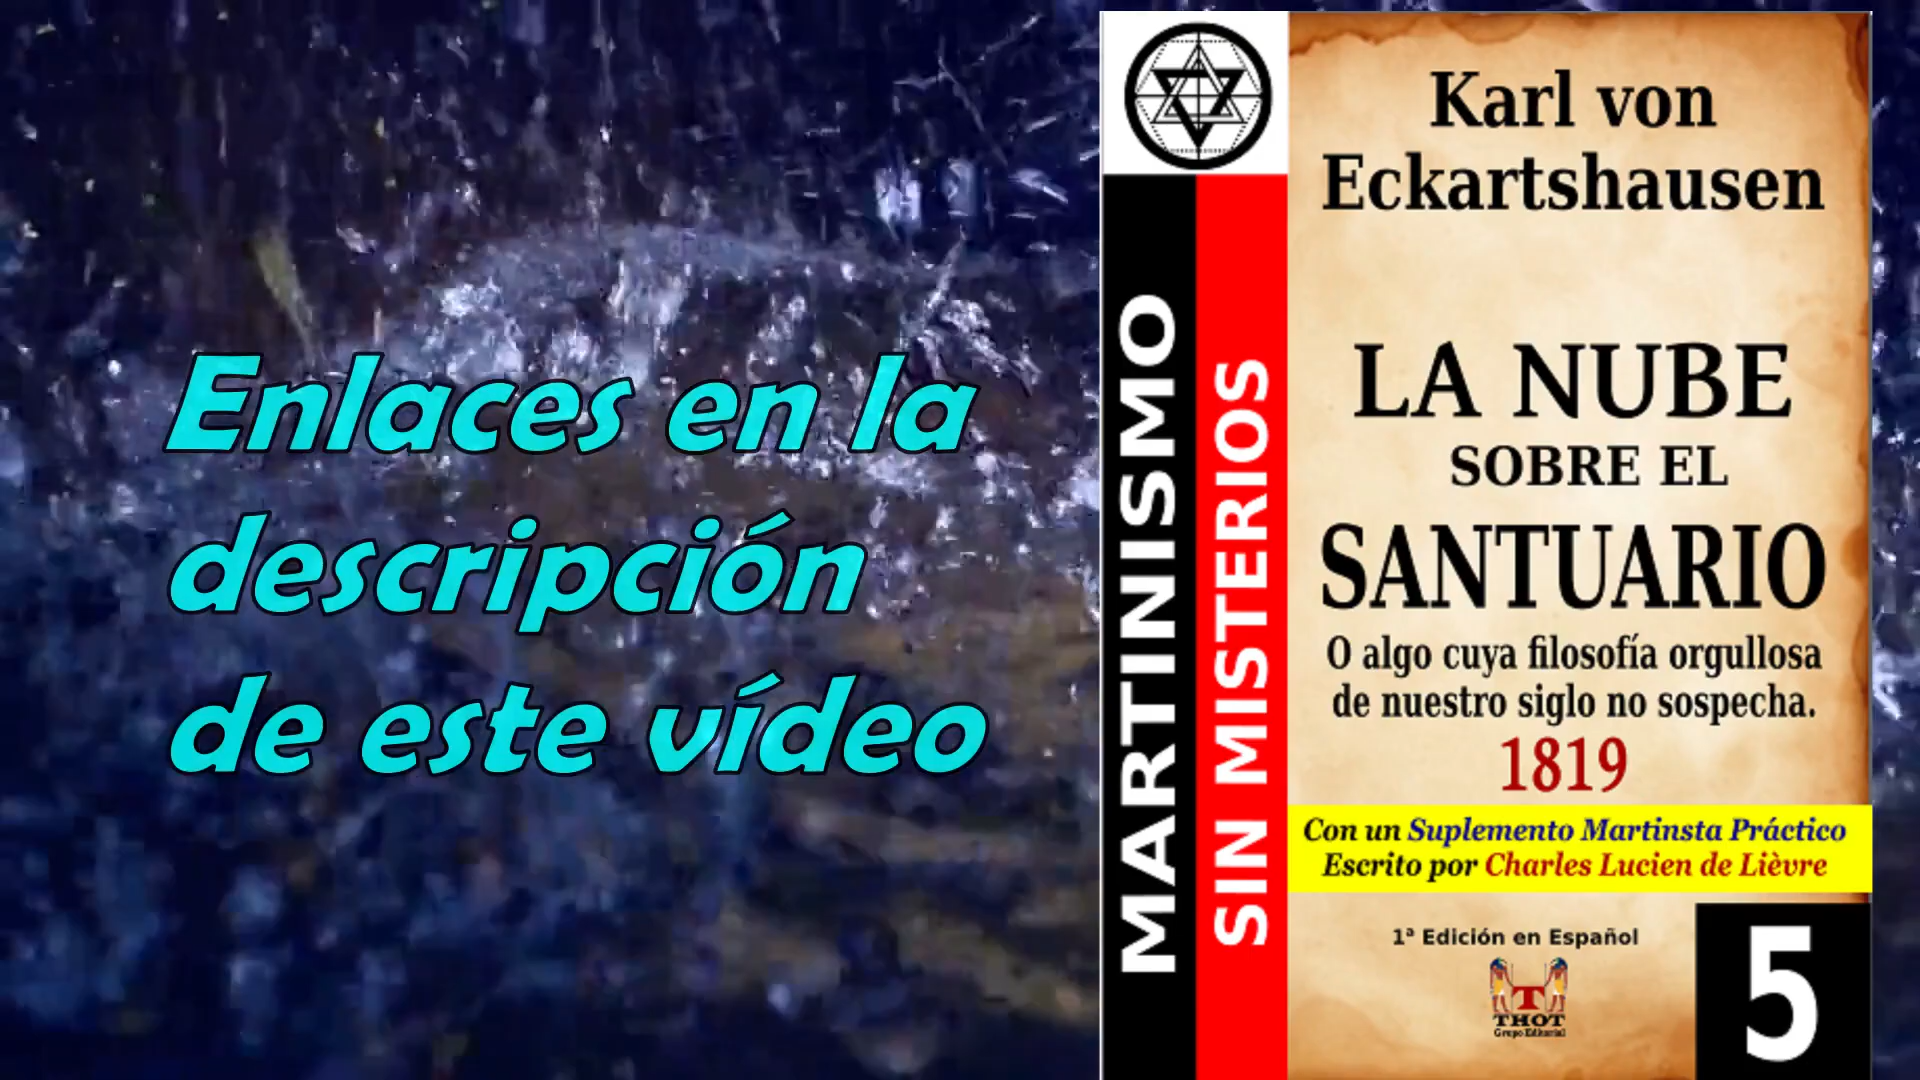 Enlaces en la
descripción
de este vídeo
MARTINISMO
SIN MISTERIOS
Karl von
Eckartshausen
LA NUBE
SOBRE EL
SANTUARIO
O algo cuya filosofía orgullosa
de nuestro siglo no sospecha.
1819
Con un Suplemento Martinsta Práctico
Escrito por Charles Lucien de Lièvre
1ª Edición en Español
T
THOT
Grupo Editorial
5